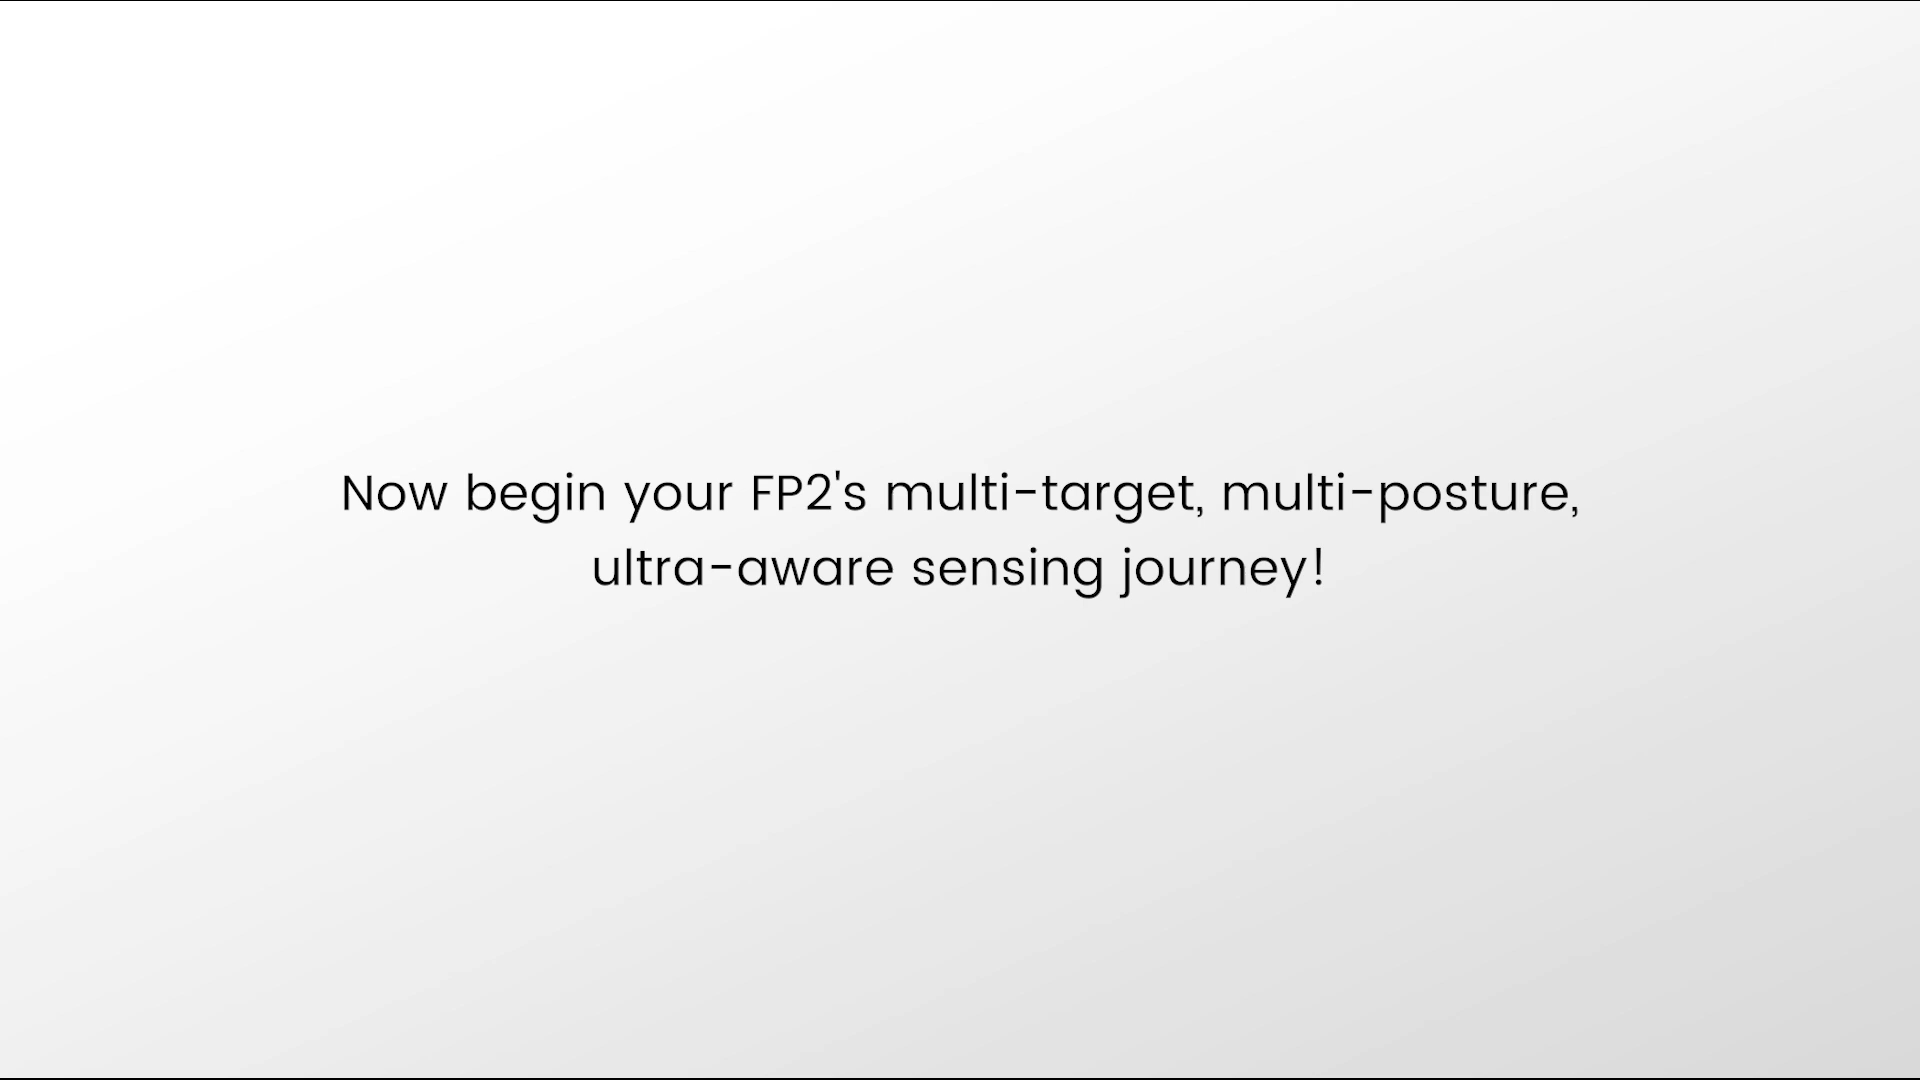 Now begin your FP2's multi-target, multi-posture,
ultra-aware sensing journey!